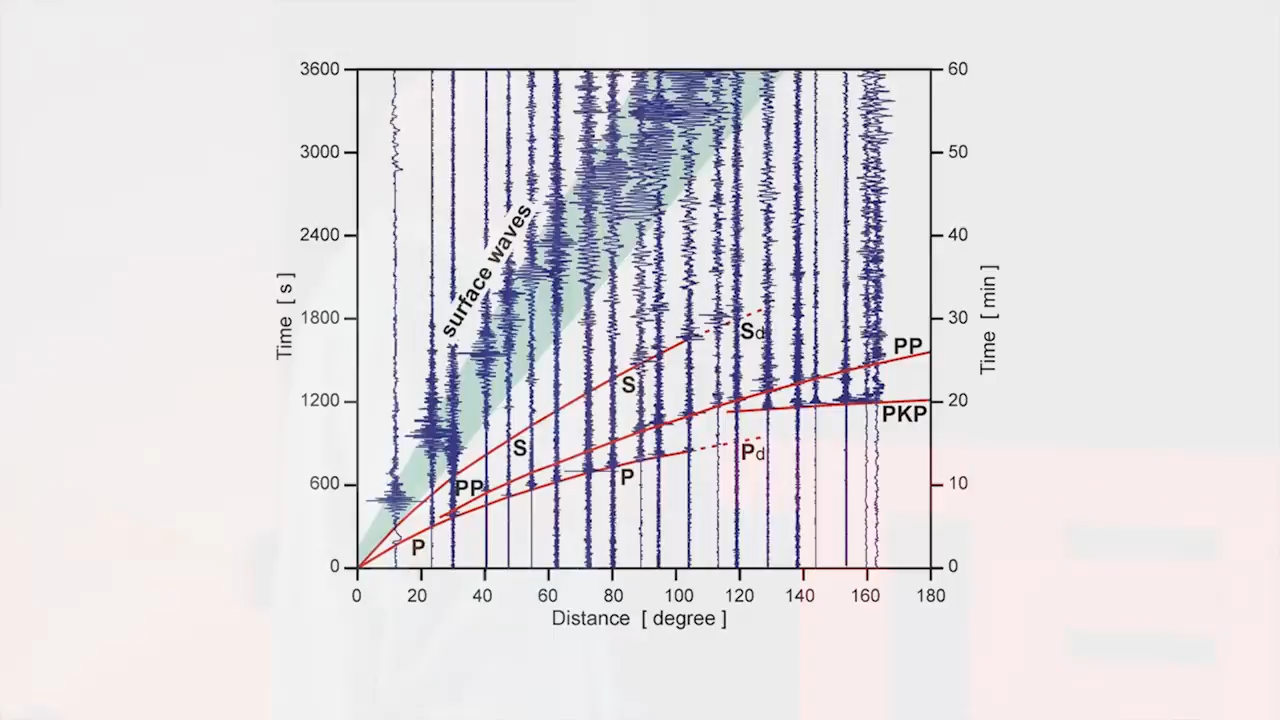 3600
3000
2400
1800
1200
600
0
Time [ s ]
60
50
40
30
20
10
0
Time [ min ]
surface waves
S
S
Sd
PP
PP
PKP
P
P
Pd
0 20 40 60 80 100 120 140 160 180
Distance [ degree ]